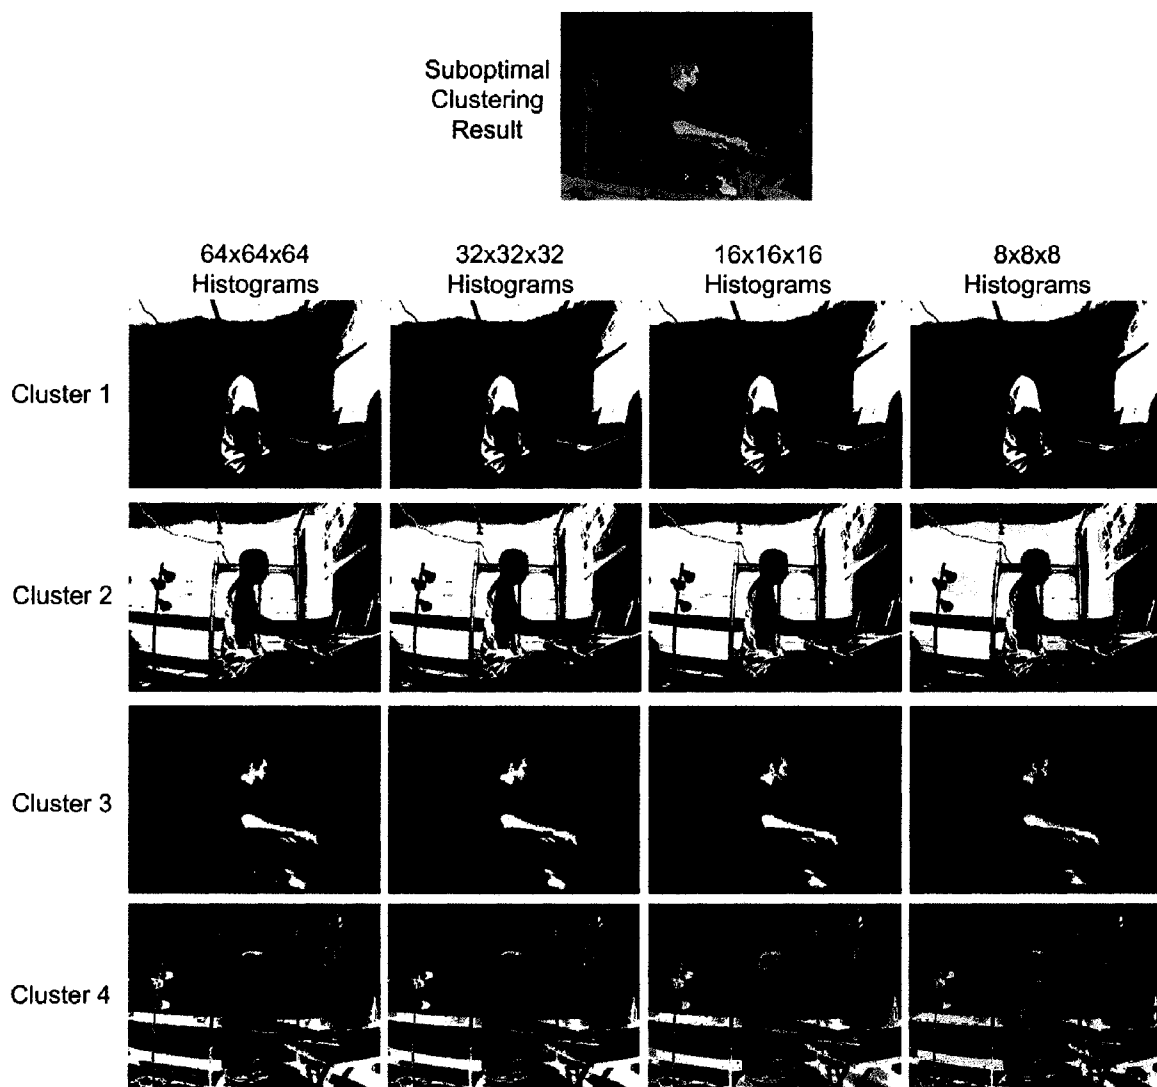 Suboptimal
Clustering
Result
64x64x64
Histograms
32x32x32
Histograms
16x16x16
Histograms
8x8x8
Histograms
Cluster 1
Cluster 2
Cluster 3
Cluster 4